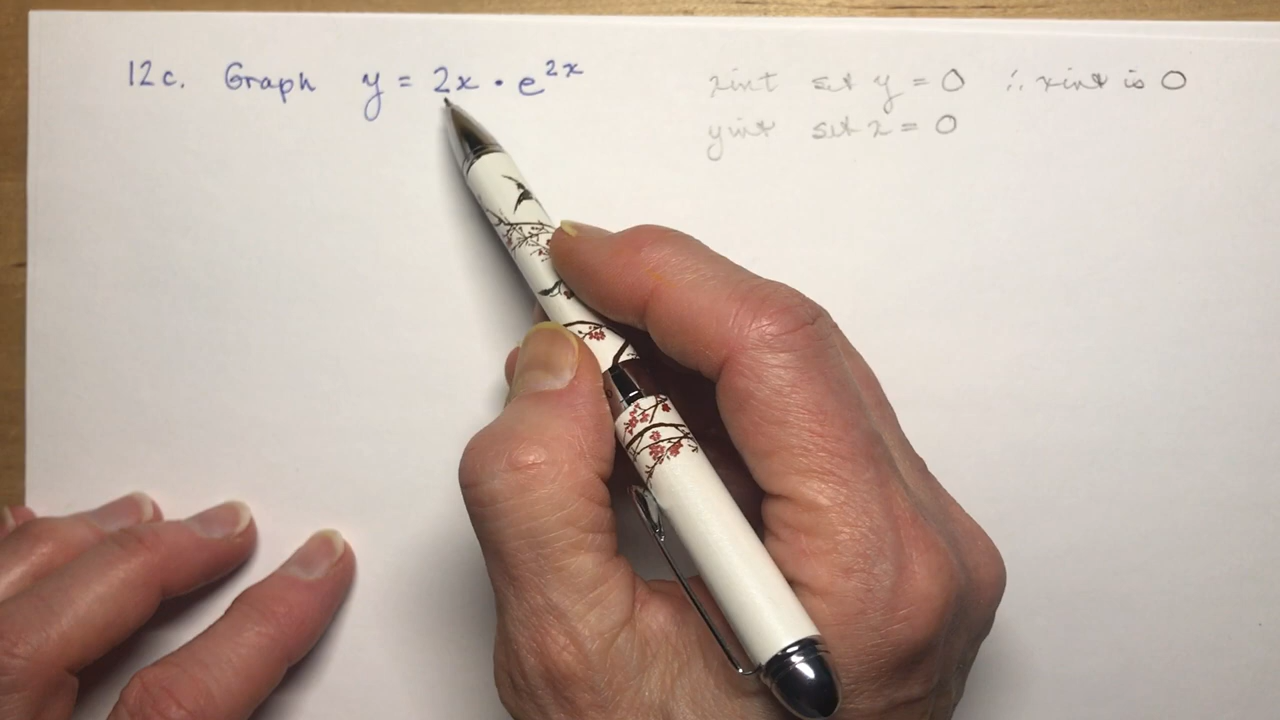 12c. Graph y = 2x · e^{2x}
xint set y = 0 ∴ xint is 0
yint set x = 0